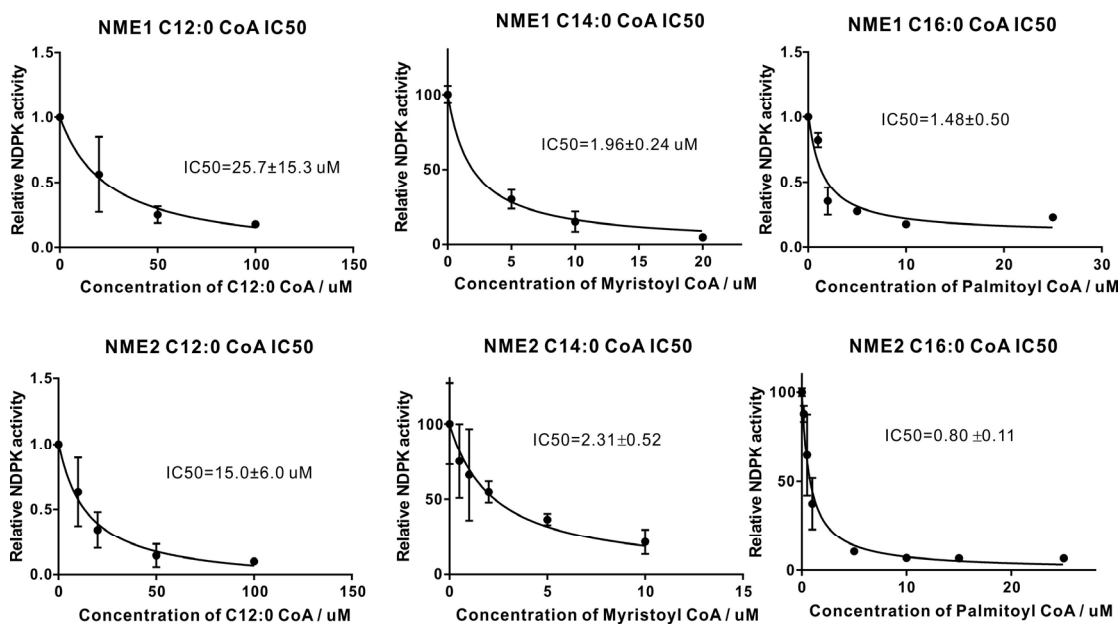 NME1 C12:0 CoA IC50
Relative NDPK activity
1.5
1.0
0.5
0.0
IC50=25.7±15.3 uM
0
50
100
150
Concentration of C12:0 CoA / uM
NME1 C14:0 CoA IC50
Relative NDPK activity
100
50
0
IC50=1.96±0.24 uM
0
5
10
15
20
Concentration of Myristoyl CoA / uM
NME1 C16:0 CoA IC50
Relative NDPK activity
1.5
1.0
0.5
0.0
IC50=1.48±0.50
0
10
20
30
Concentration of Palmitoyl CoA / uM
NME2 C12:0 CoA IC50
Relative NDPK activity
1.5
1.0
0.5
0.0
IC50=15.0±6.0 uM
0
50
100
150
Concentration of C12:0 CoA / uM
NME2 C14:0 CoA IC50
Relative NDPK activity
100
50
0
IC50=2.31±0.52
0
5
10
15
Concentration of Myristoyl CoA / uM
NME2 C16:0 CoA IC50
Relative NDPK activity
100
50
0
IC50=0.80 ±0.11
0
10
20
Concentration of Palmitoyl CoA / uM